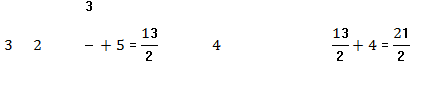 3
3 2 − + 5 = 13/2 4 13/2 + 4 = 21/2